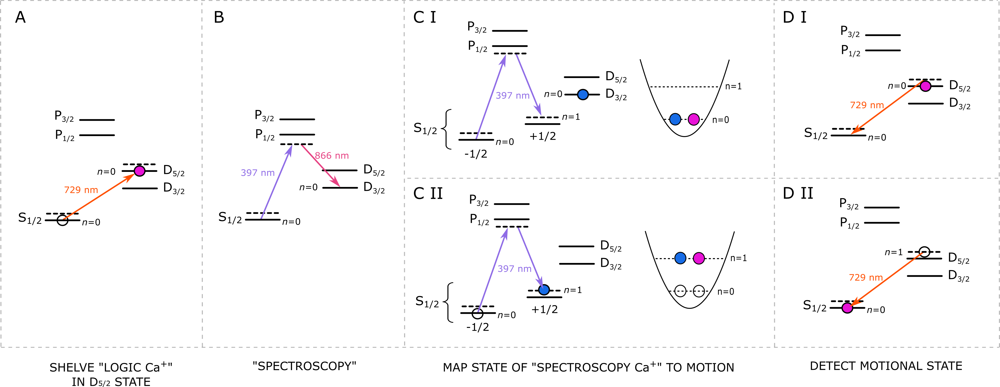 A
P3/2
P1/2
n=0
D5/2
729 nm
D3/2
S1/2
n=0
SHELVE "LOGIC Ca+"
IN D5/2 STATE
B
P3/2
P1/2
866 nm
397 nm
D5/2
n=0
D3/2
S1/2
n=0
"SPECTROSCOPY"
C I
P3/2
P1/2
D5/2
397 nm
n=0
D3/2
n=1
S1/2
+1/2
n=0
-1/2
n=1
n=0
C II
P3/2
P1/2
D5/2
397 nm
D3/2
n=1
S1/2
+1/2
n=0
-1/2
n=1
n=0
MAP STATE OF "SPECTROSCOPY Ca+" TO MOTION
D I
P3/2
P1/2
n=0
D5/2
729 nm
D3/2
S1/2
n=0
D II
P3/2
P1/2
n=1
D5/2
729 nm
D3/2
S1/2
n=0
DETECT MOTIONAL STATE